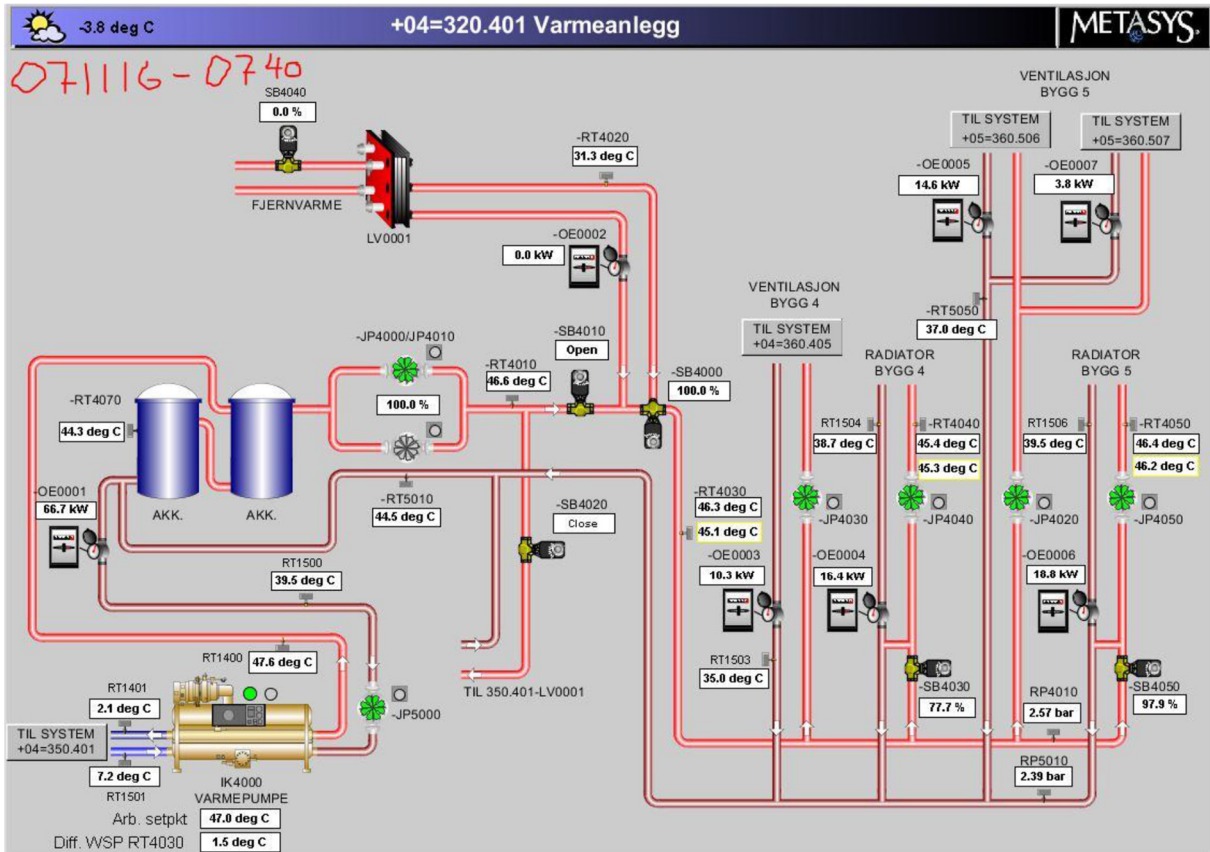 -3.8 deg C
+04=320.401 Varmeanlegg
METASYS.
071116-0740
SB4040
0.0 %
FJERNVARME
LV0001
-RT4020
31.3 deg C
-OE0002
0.0 kW
VENTILASJON
BYGG 5
TIL SYSTEM
+05=360.506
TIL SYSTEM
+05=360.507
-OE0005
14.6 kW
-OE0007
3.8 kW
-RT5050
37.0 deg C
VENTILASJON
BYGG 4
TIL SYSTEM
+04=360.405
RADIATOR
BYGG 4
RADIATOR
BYGG 5
-JP4000/JP4010
100.0 %
-RT4010
46.6 deg C
-SB4010
Open
-SB4000
100.0 %
-RT4070
44.3 deg C
AKK.
AKK.
-OE0001
66.7 kW
-RT5010
44.5 deg C
-SB4020
Close
RT1500
39.5 deg C
RT1504
38.7 deg C
-RT4040
45.4 deg C
45.3 deg C
RT1506
39.5 deg C
-RT4050
46.4 deg C
46.2 deg C
-RT4030
46.3 deg C
45.1 deg C
-JP4030
-JP4040
-JP4020
-JP4050
-OE0003
10.3 kW
-OE0004
16.4 kW
-OE0006
18.8 kW
RT1503
35.0 deg C
-SB4030
77.7 %
RP4010
2.57 bar
-SB4050
97.9 %
RP5010
2.39 bar
TIL 350.401-LV0001
RT1400
47.6 deg C
-JP5000
RT1401
2.1 deg C
TIL SYSTEM
+04=350.401
7.2 deg C
RT1501
IK4000
VARMEPUMPE
Arb. setpkt
47.0 deg C
Diff. WSP RT4030
1.5 deg C